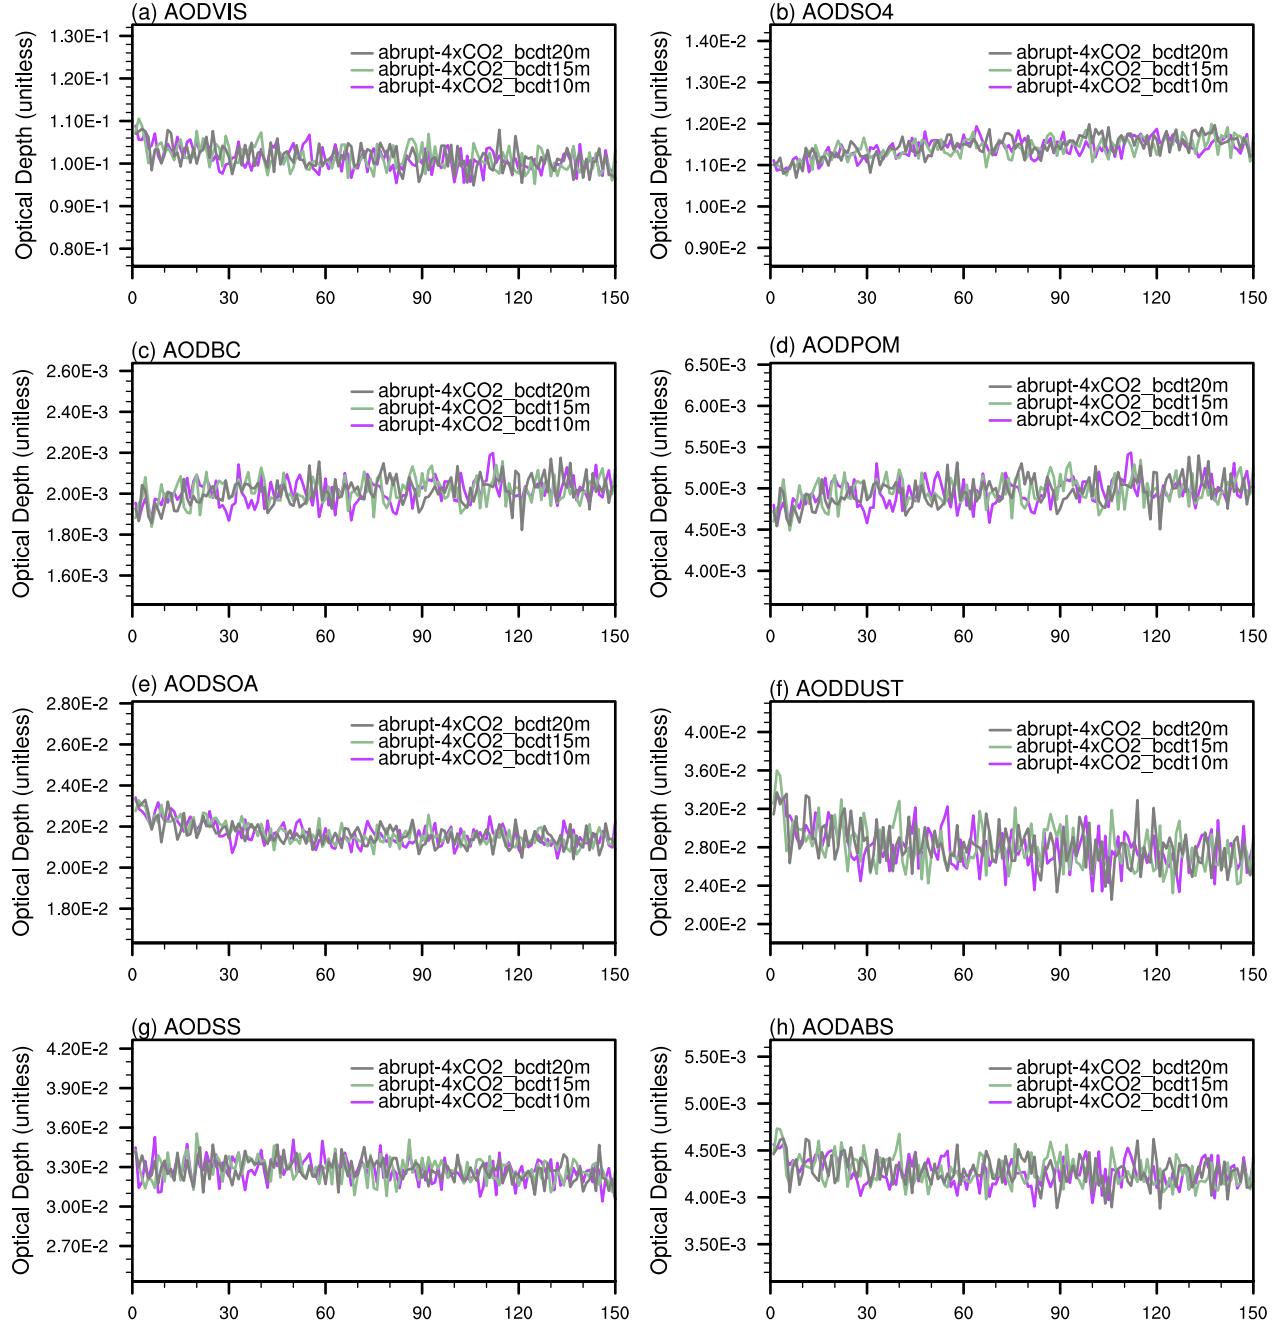 (a) AODVIS
Optical Depth (unitless)
1.30E-1
1.20E-1
1.10E-1
1.00E-1
0.90E-1
0.80E-1
abrupt-4xCO2_bcdt20m
abrupt-4xCO2_bcdt15m
abrupt-4xCO2_bcdt10m
0 30 60 90 120 150
(b) AODSO4
Optical Depth (unitless)
1.40E-2
1.30E-2
1.20E-2
1.10E-2
1.00E-2
0.90E-2
abrupt-4xCO2_bcdt20m
abrupt-4xCO2_bcdt15m
abrupt-4xCO2_bcdt10m
0 30 60 90 120 150
(c) AODBC
Optical Depth (unitless)
2.60E-3
2.40E-3
2.20E-3
2.00E-3
1.80E-3
1.60E-3
abrupt-4xCO2_bcdt20m
abrupt-4xCO2_bcdt15m
abrupt-4xCO2_bcdt10m
0 30 60 90 120 150
(d) AODPOM
Optical Depth (unitless)
6.50E-3
6.00E-3
5.50E-3
5.00E-3
4.50E-3
4.00E-3
abrupt-4xCO2_bcdt20m
abrupt-4xCO2_bcdt15m
abrupt-4xCO2_bcdt10m
0 30 60 90 120 150
(e) AODSOA
Optical Depth (unitless)
2.80E-2
2.60E-2
2.40E-2
2.20E-2
2.00E-2
1.80E-2
abrupt-4xCO2_bcdt20m
abrupt-4xCO2_bcdt15m
abrupt-4xCO2_bcdt10m
0 30 60 90 120 150
(f) AODDUST
Optical Depth (unitless)
4.00E-2
3.60E-2
3.20E-2
2.80E-2
2.40E-2
2.00E-2
abrupt-4xCO2_bcdt20m
abrupt-4xCO2_bcdt15m
abrupt-4xCO2_bcdt10m
0 30 60 90 120 150
(g) AODSS
Optical Depth (unitless)
4.20E-2
3.90E-2
3.60E-2
3.30E-2
3.00E-2
2.70E-2
abrupt-4xCO2_bcdt20m
abrupt-4xCO2_bcdt15m
abrupt-4xCO2_bcdt10m
0 30 60 90 120 150
(h) AODABS
Optical Depth (unitless)
5.50E-3
5.00E-3
4.50E-3
4.00E-3
3.50E-3
abrupt-4xCO2_bcdt20m
abrupt-4xCO2_bcdt15m
abrupt-4xCO2_bcdt10m
0 30 60 90 120 150